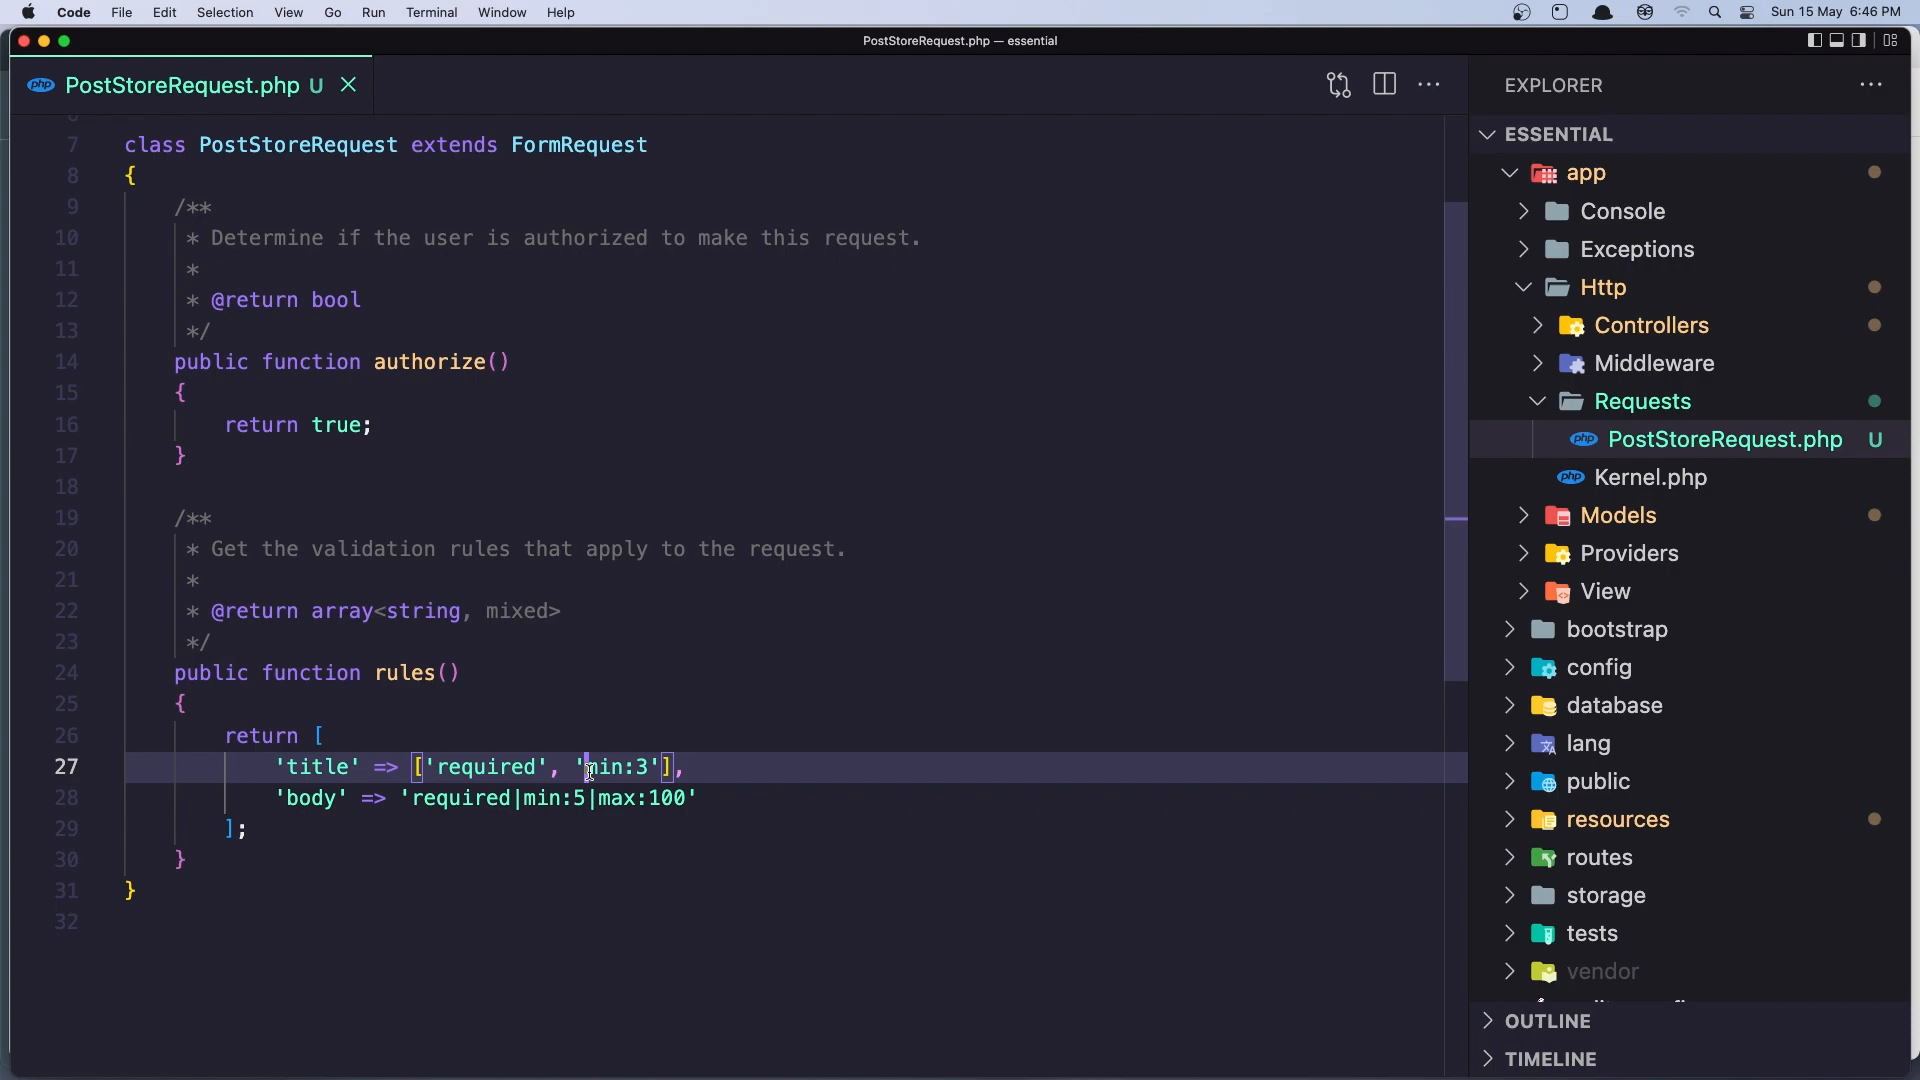 Code File Edit Selection View Go Run Terminal Window Help Sun 15 May 6:46 PM
PostStoreRequest.php — essential
php PostStoreRequest.php U
7 class PostStoreRequest extends FormRequest
8 {
9 /**
10 * Determine if the user is authorized to make this request.
11 *
12 * @return bool
13 */
14 public function authorize()
15 {
16 return true;
17 }
18
19 /**
20 * Get the validation rules that apply to the request.
21 *
22 * @return array<string, mixed>
23 */
24 public function rules()
25 {
26 return [
27 'title' => ['required', 'min:3'],
28 'body' => 'required|min:5|max:100'
29 ];
30 }
31 }
32
EXPLORER
ESSENTIAL
app
Console
Exceptions
Http
Controllers
Middleware
Requests
php PostStoreRequest.php U
php Kernel.php
Models
Providers
View
bootstrap
config
database
lang
public
resources
routes
storage
tests
vendor
OUTLINE
TIMELINE